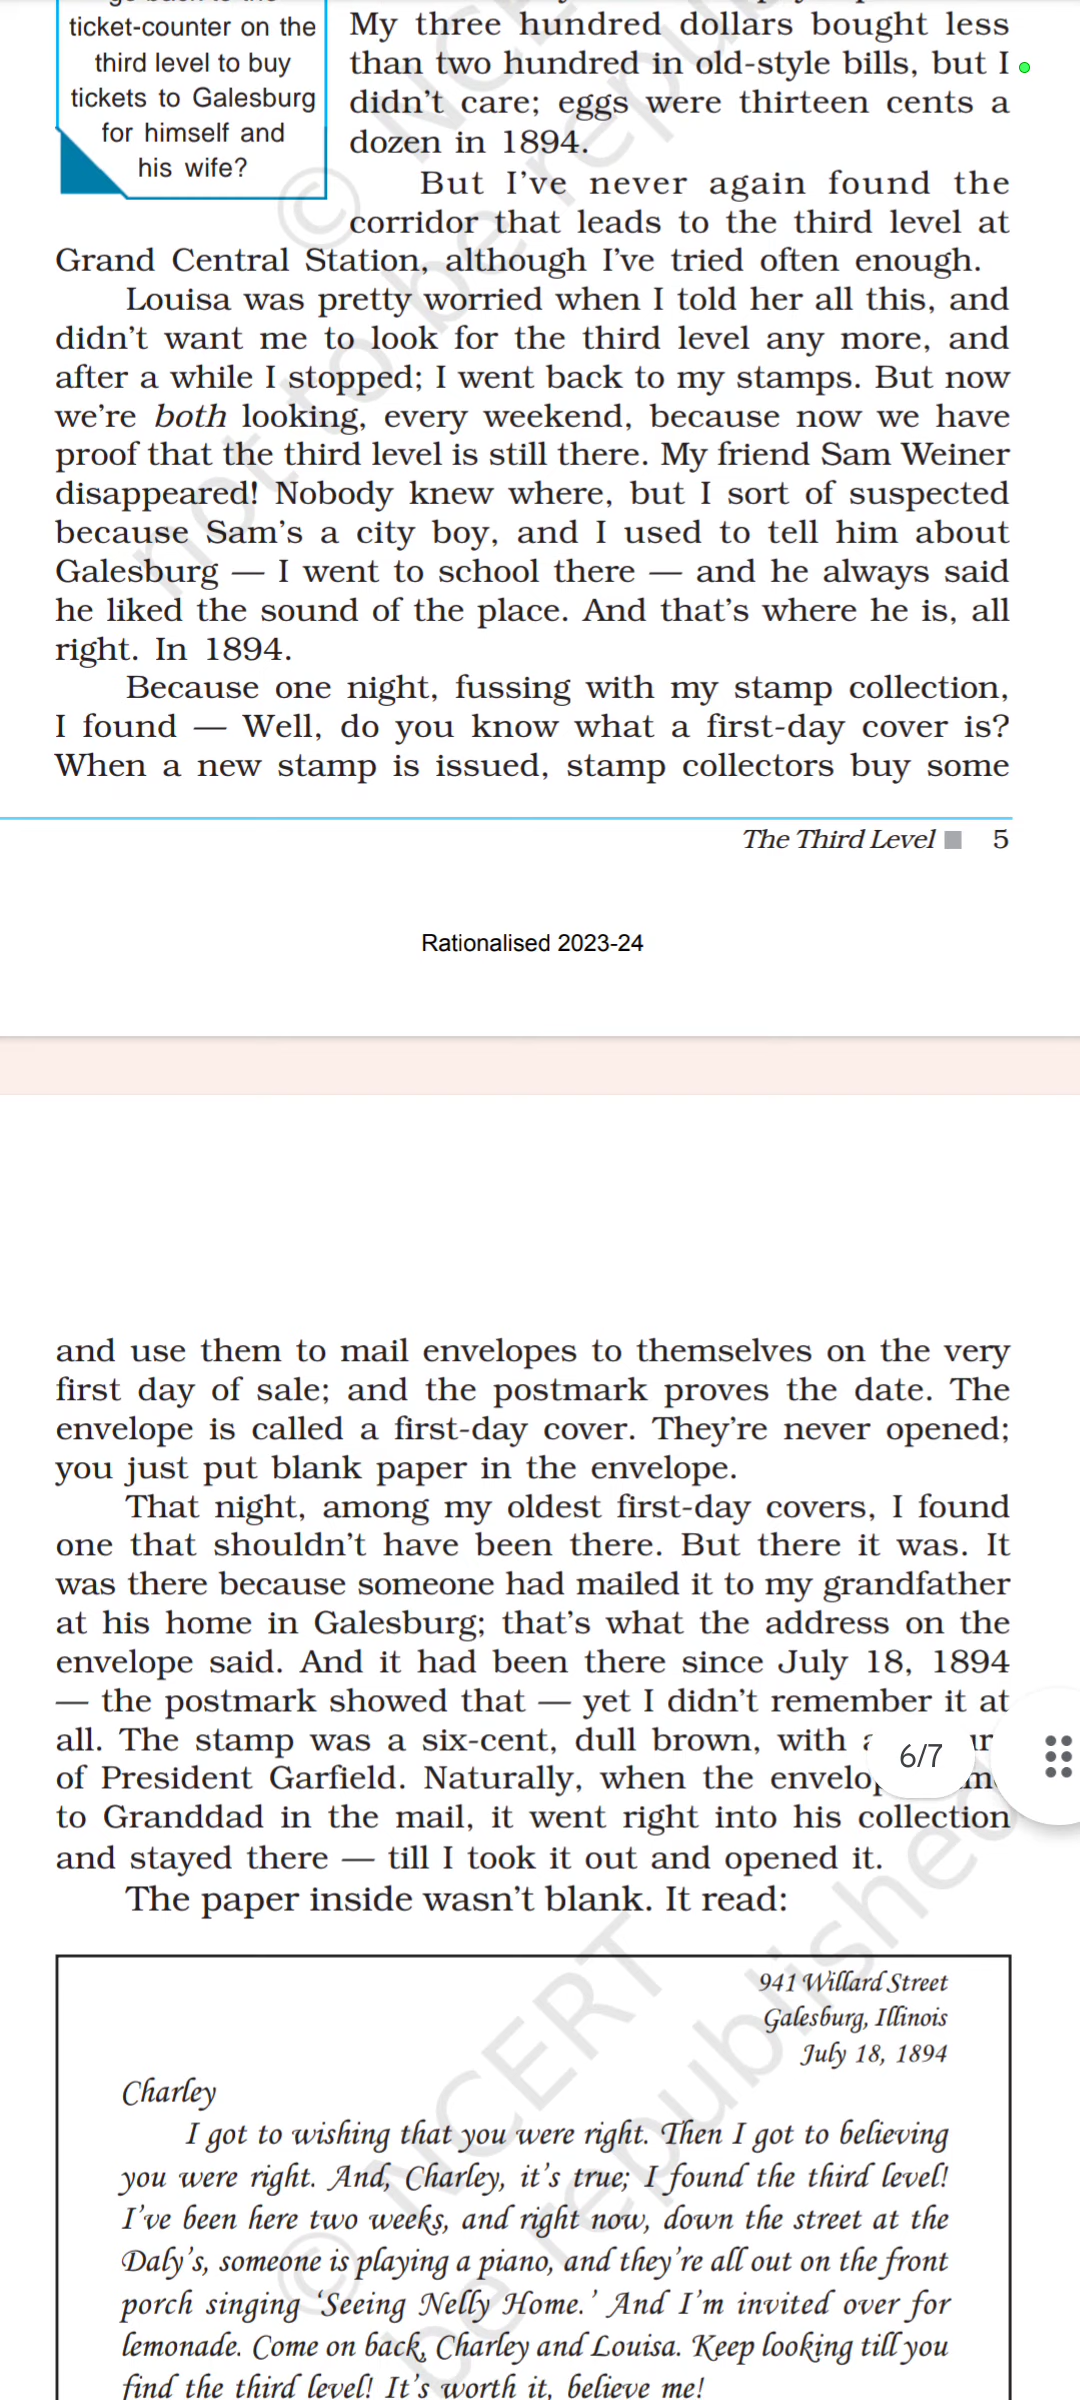 ticket-counter on the
third level to buy
tickets to Galesburg
for himself and
his wife?
My three hundred dollars bought less
than two hundred in old-style bills, but I
didn't care; eggs were thirteen cents a
dozen in 1894.
But I've never again found the
corridor that leads to the third level at
Grand Central Station, although I've tried often enough.
Louisa was pretty worried when I told her all this, and
didn't want me to look for the third level any more, and
after a while I stopped; I went back to my stamps. But now
we're both looking, every weekend, because now we have
proof that the third level is still there. My friend Sam Weiner
disappeared! Nobody knew where, but I sort of suspected
because Sam's a city boy, and I used to tell him about
Galesburg — I went to school there — and he always said
he liked the sound of the place. And that's where he is, all
right. In 1894.
Because one night, fussing with my stamp collection,
I found — Well, do you know what a first-day cover is?
When a new stamp is issued, stamp collectors buy some
The Third Level 5
Rationalised 2023-24
and use them to mail envelopes to themselves on the very
first day of sale; and the postmark proves the date. The
envelope is called a first-day cover. They're never opened;
you just put blank paper in the envelope.
That night, among my oldest first-day covers, I found
one that shouldn't have been there. But there it was. It
was there because someone had mailed it to my grandfather
at his home in Galesburg; that's what the address on the
envelope said. And it had been there since July 18, 1894
— the postmark showed that — yet I didn't remember it at
all. The stamp was a six-cent, dull brown, with
6/7
of President Garfield. Naturally, when the
to Granddad in the mail, it went right into his collection
and stayed there — till I took it out and opened it.
The paper inside wasn't blank. It read:
941 Willard Street
Galesburg, Illinois
July 18, 1894
Charley
I got to wishing that you were right. Then I got to believing
you were right. And, Charley, it's true; I found the third level!
I've been here two weeks, and right now, down the street at the
Daly's, someone is playing a piano, and they're all out on the front
porch singing 'Seeing Nelly Home.' And I'm invited over for
lemonade. Come on back, Charley and Louisa. Keep looking till you
find the third level! It's worth it, believe me!
© NCERT
not to be republished
© NCERT
be republished